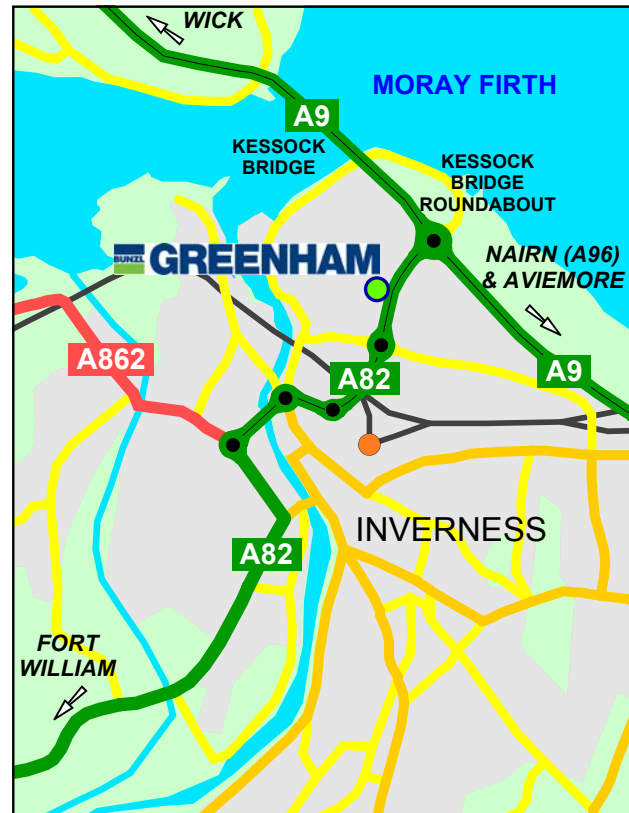 WICK
MORAY FIRTH
A9
KESSOCK
BRIDGE
KESSOCK
BRIDGE
ROUNDABOUT
BUNZL
GREENHAM
NAIRN (A96)
& AVIEMORE
A862
A82
A9
INVERNESS
A82
FORT
WILLIAM